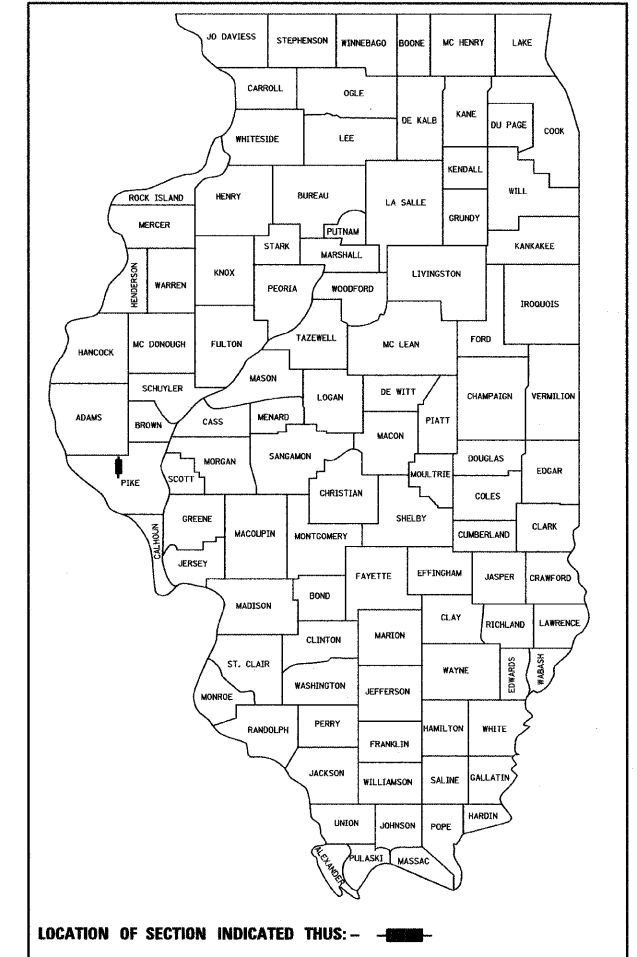 JO DAVIESS STEPHENSON WINNEBAGO BOONE MC HENRY LAKE
CARROLL OGLE DE KALB KANE DU PAGE COOK
WHITESIDE LEE
KENDALL WILL
ROCK ISLAND HENRY BUREAU LA SALLE
MERCER PUTNAM GRUNDY
STARK MARSHALL KANKAKEE
HENDERSON WARREN KNOX PEORIA WOODFORD LIVINGSTON IROQUOIS
HANCOCK MC DONOUGH FULTON TAZEWELL MC LEAN FORD
MASON
SCHUYLER LOGAN DE WITT CHAMPAIGN VERMILION
ADAMS BROWN CASS MENARD PIATT
MACON
MORGAN SANGAMON DOUGLAS
PIKE SCOTT MOULTRIE EDGAR
CHRISTIAN COLES
GREENE SHELBY
CALHOUN MACOUPIN MONTGOMERY CUMBERLAND CLARK
JERSEY FAYETTE EFFINGHAM JASPER CRAWFORD
MADISON BOND
CLAY RICHLAND LAWRENCE
CLINTON MARION
ST. CLAIR WAYNE EDWARDS WABASH
WASHINGTON JEFFERSON
MONROE
RANDOLPH PERRY HAMILTON WHITE
FRANKLIN
JACKSON WILLIAMSON SALINE GALLATIN
UNION JOHNSON POPE HARDIN
ALEXANDER PULASKI MASSAC
LOCATION OF SECTION INDICATED THUS: -